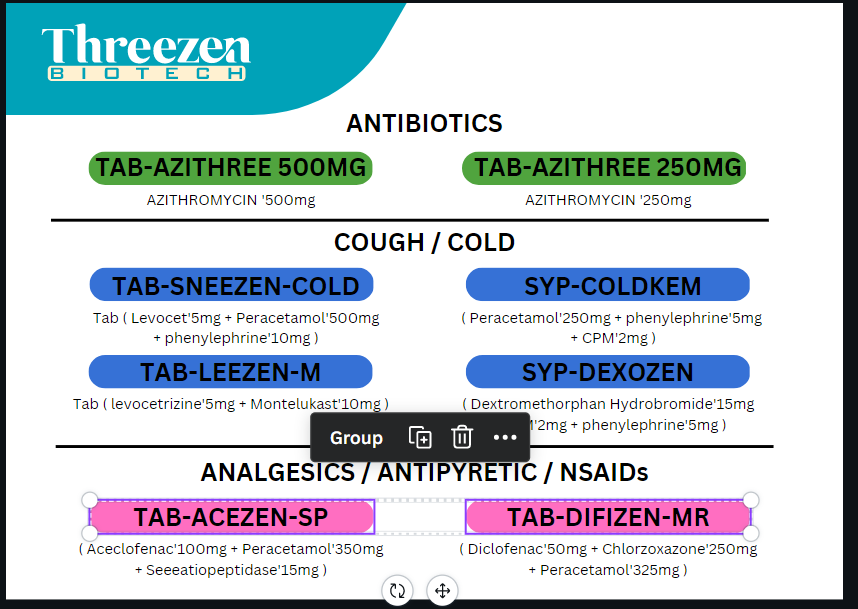 Threezen
BIOTECH
ANTIBIOTICS
TAB-AZITHREE 500MG
TAB-AZITHREE 250MG
AZITHROMYCIN '500mg
AZITHROMYCIN '250mg
COUGH / COLD
TAB-SNEEZEN-COLD
SYP-COLDKEM
Tab ( Levocet'5mg + Peracetamol'500mg
+ phenylephrine'10mg )
( Peracetamol'250mg + phenylephrine'5mg
+ CPM'2mg )
TAB-LEEZEN-M
SYP-DEXOZEN
Tab ( levocetrizine'5mg + Montelukast'10mg )
( Dextromethorphan Hydrobromide'15mg
'2mg + phenylephrine'5mg )
Group
ANALGESICS / ANTIPYRETIC / NSAIDs
TAB-ACEZEN-SP
TAB-DIFIZEN-MR
( Aceclofenac'100mg + Peracetamol'350mg
+ Seeeatiopeptidase'15mg )
( Diclofenac'50mg + Chlorzoxazone'250mg
+ Peracetamol'325mg )